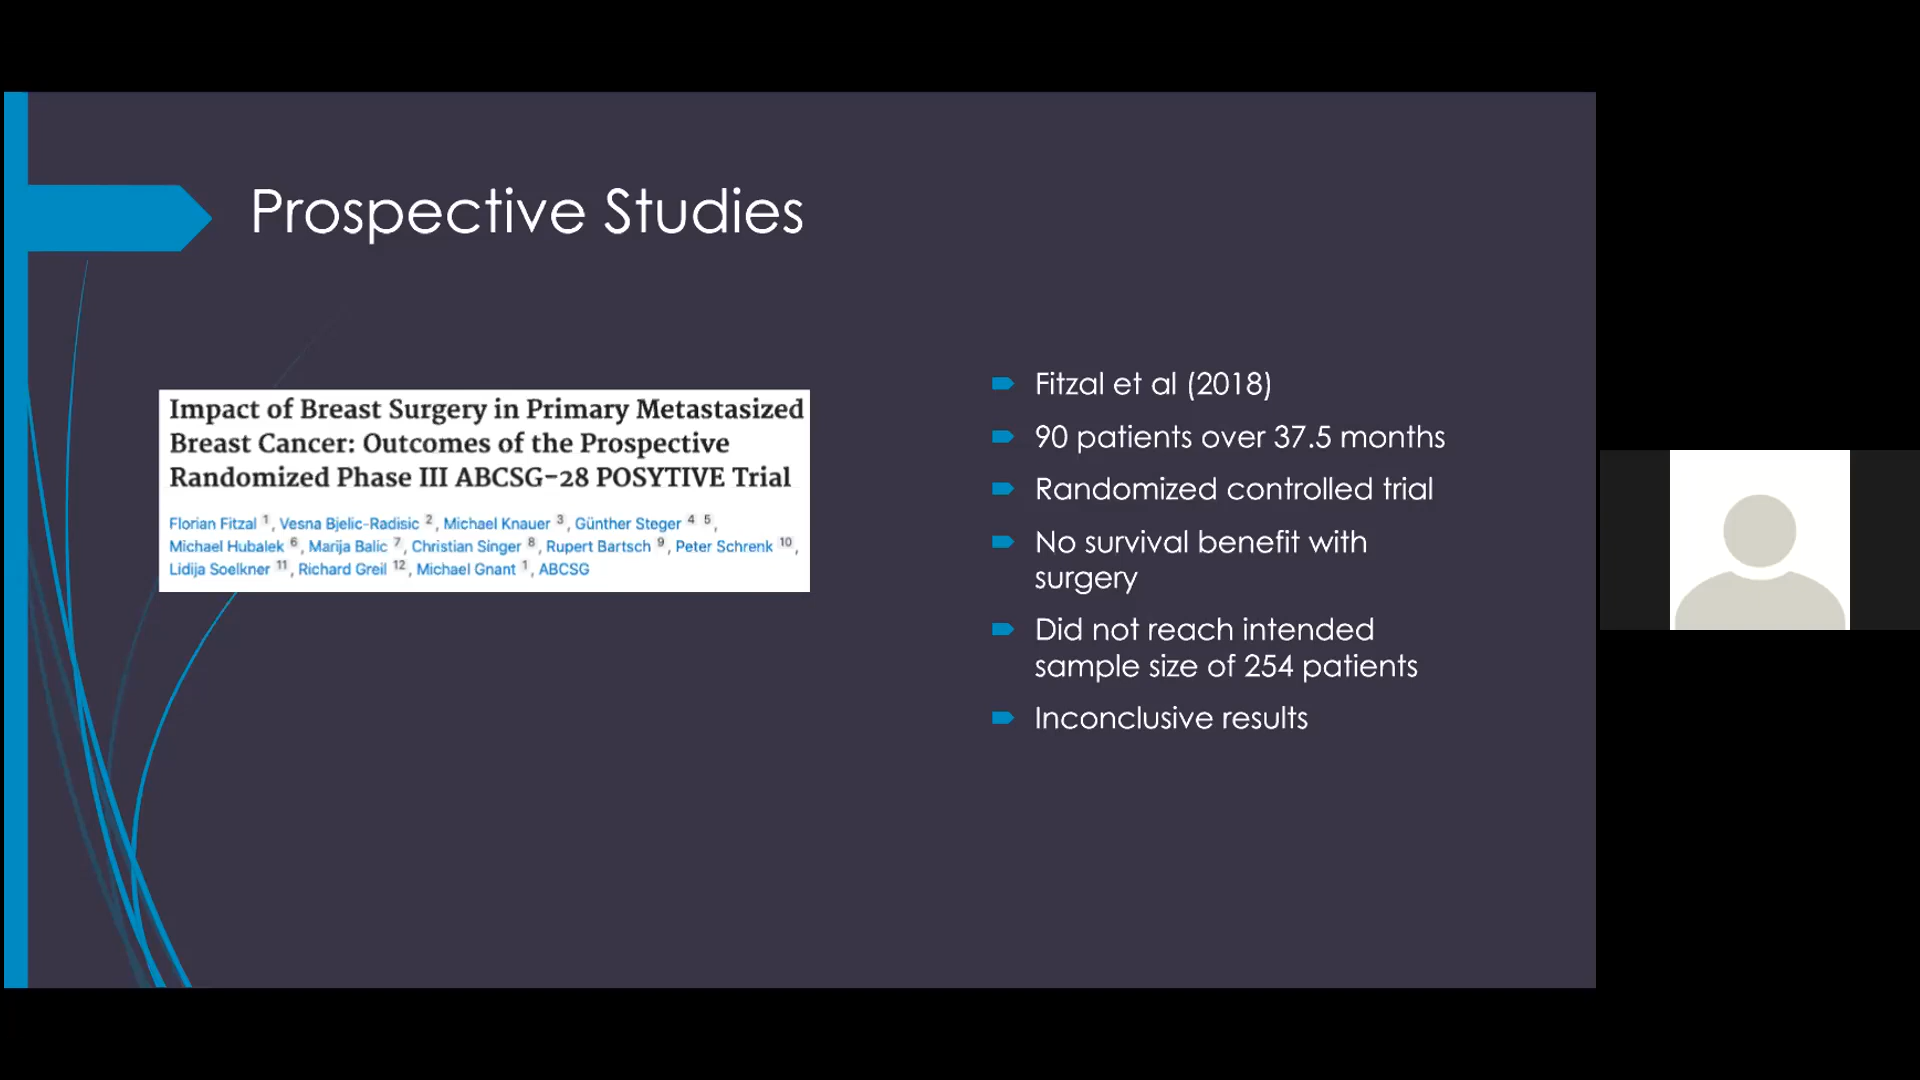 Prospective Studies
Impact of Breast Surgery in Primary Metastasized
Breast Cancer: Outcomes of the Prospective
Randomized Phase III ABCSG-28 POSYTIVE Trial
Florian Fitzal 1, Vesna Bjelic-Radisic 2, Michael Knauer 3, Günther Steger 4 5,
Michael Hubalek 6, Marija Balic 7, Christian Singer 8, Rupert Bartsch 9, Peter Schrenk 10,
Lidija Soelkner 11, Richard Greil 12, Michael Gnant 1, ABCSG
Fitzal et al (2018)
90 patients over 37.5 months
Randomized controlled trial
No survival benefit with
surgery
Did not reach intended
sample size of 254 patients
Inconclusive results